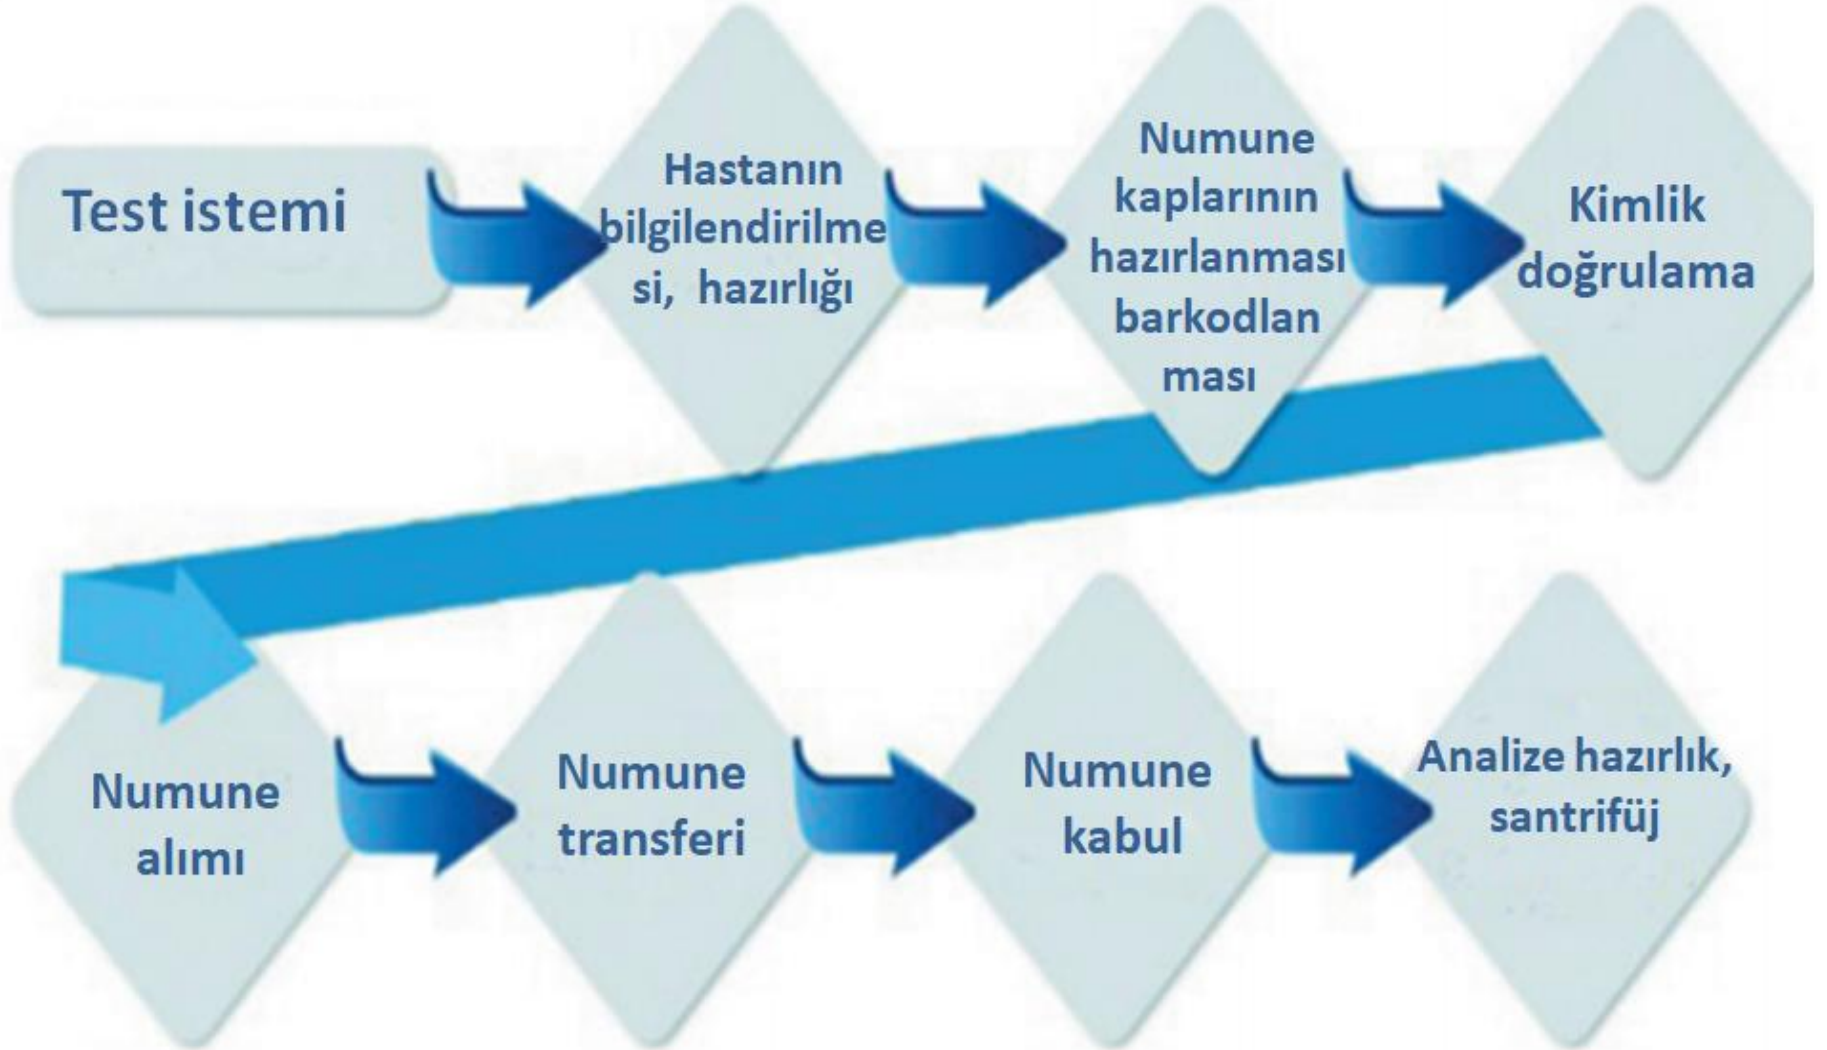 Test istemi
Hastanın
bilgilendirilme
si, hazırlığı
Numune
kaplarının
hazırlanması
barkodlan
ması
Kimlik
doğrulama
Numune
alımı
Numune
transferi
Numune
kabul
Analize hazırlık,
santrifüj